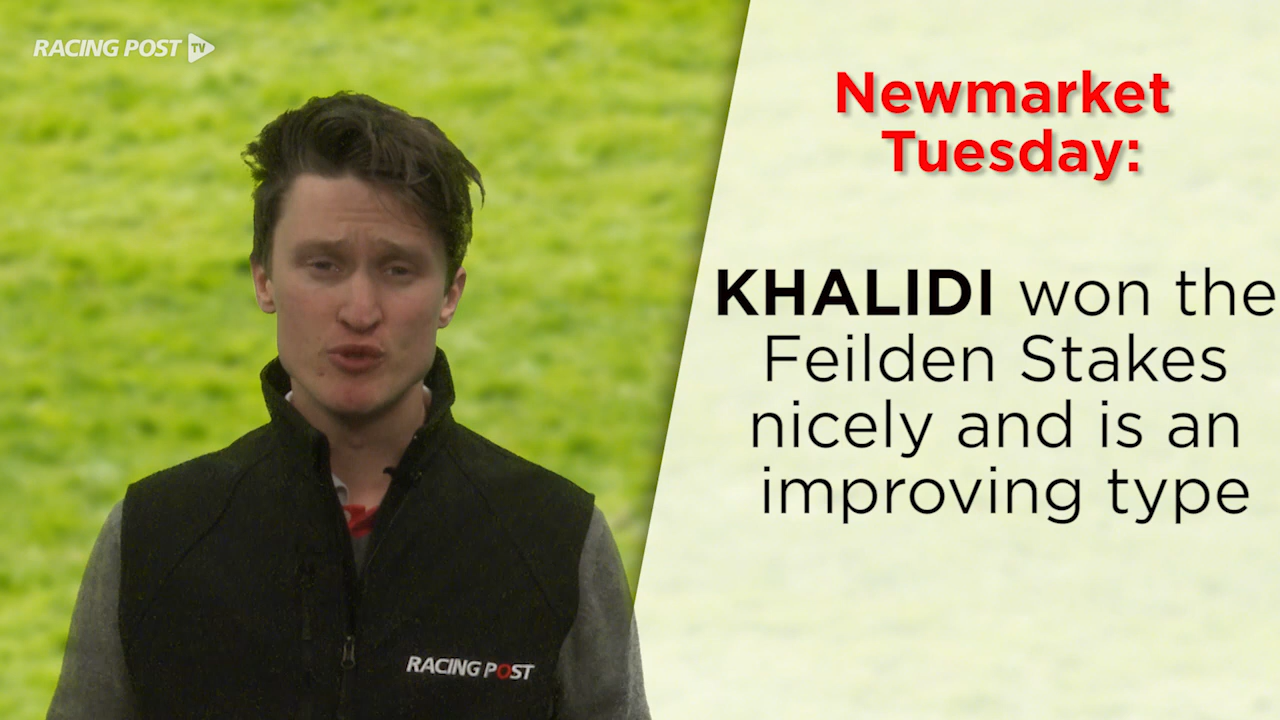 RACING POST TV
Newmarket
Tuesday:
KHALIDI won the
Feilden Stakes
nicely and is an
improving type
RACING POST